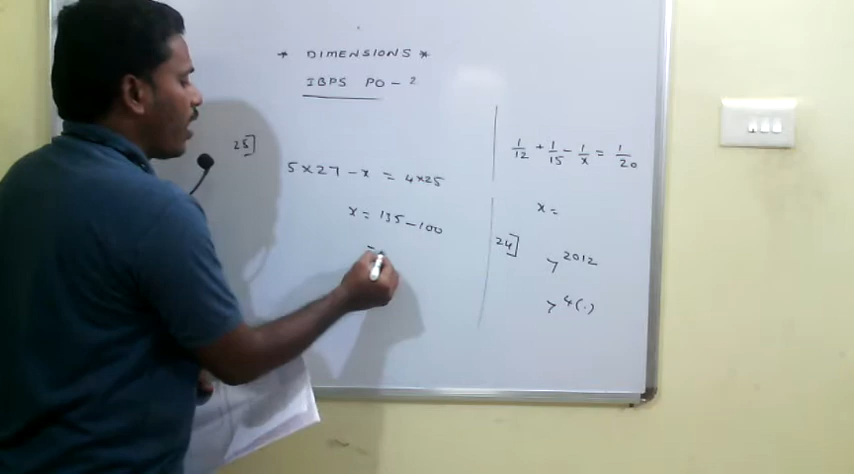 * DIMENSIONS *
IBPS PO - 2
25]
5 × 27 - x = 4 × 25
x = 135 - 100
=
1/12 + 1/15 - 1/x = 1/20
x =
24]
7^2012
7^4(.)